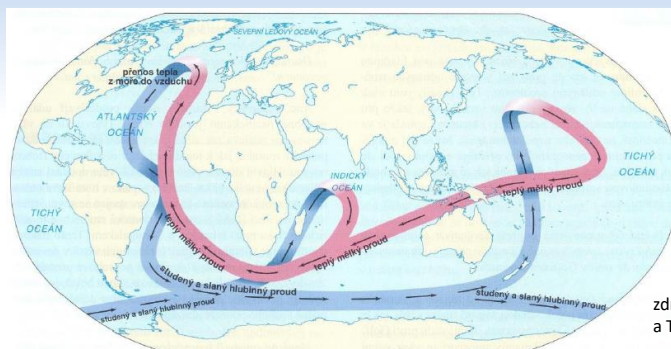 SEVERNÍ LEDOVÝ OCEÁN
přenos tepla
z moře do vzduchu
ATLANTSKÝ
OCEÁN
INDICKÝ
OCEÁN
TICHÝ
OCEÁN
TICHÝ
OCEÁN
teplý mělký proud
teplý mělký proud
teplý mělký proud
studený a slaný hlubinný proud
studený a slaný hlubinný proud
studený a slaný hlubinný proud
zd
a T